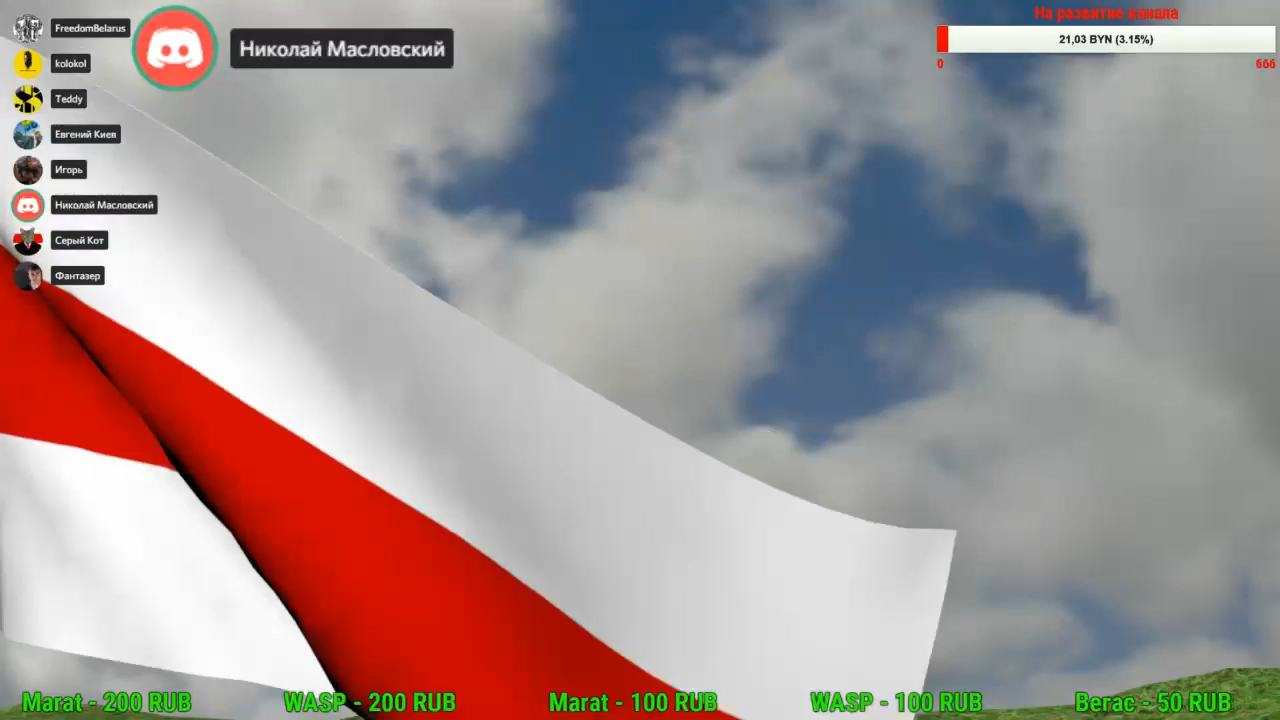 FreedomBelarus
kolokol
Teddy
Евгений Киев
Игорь
Николай Масловский
Серый Кот
Фантазер
Николай Масловский
На развитие канала
21,03 BYN (3.15%)
0
666
Marat - 200 RUB
WASP - 200 RUB
Marat - 100 RUB
WASP - 100 RUB
Вегас - 50 RUB